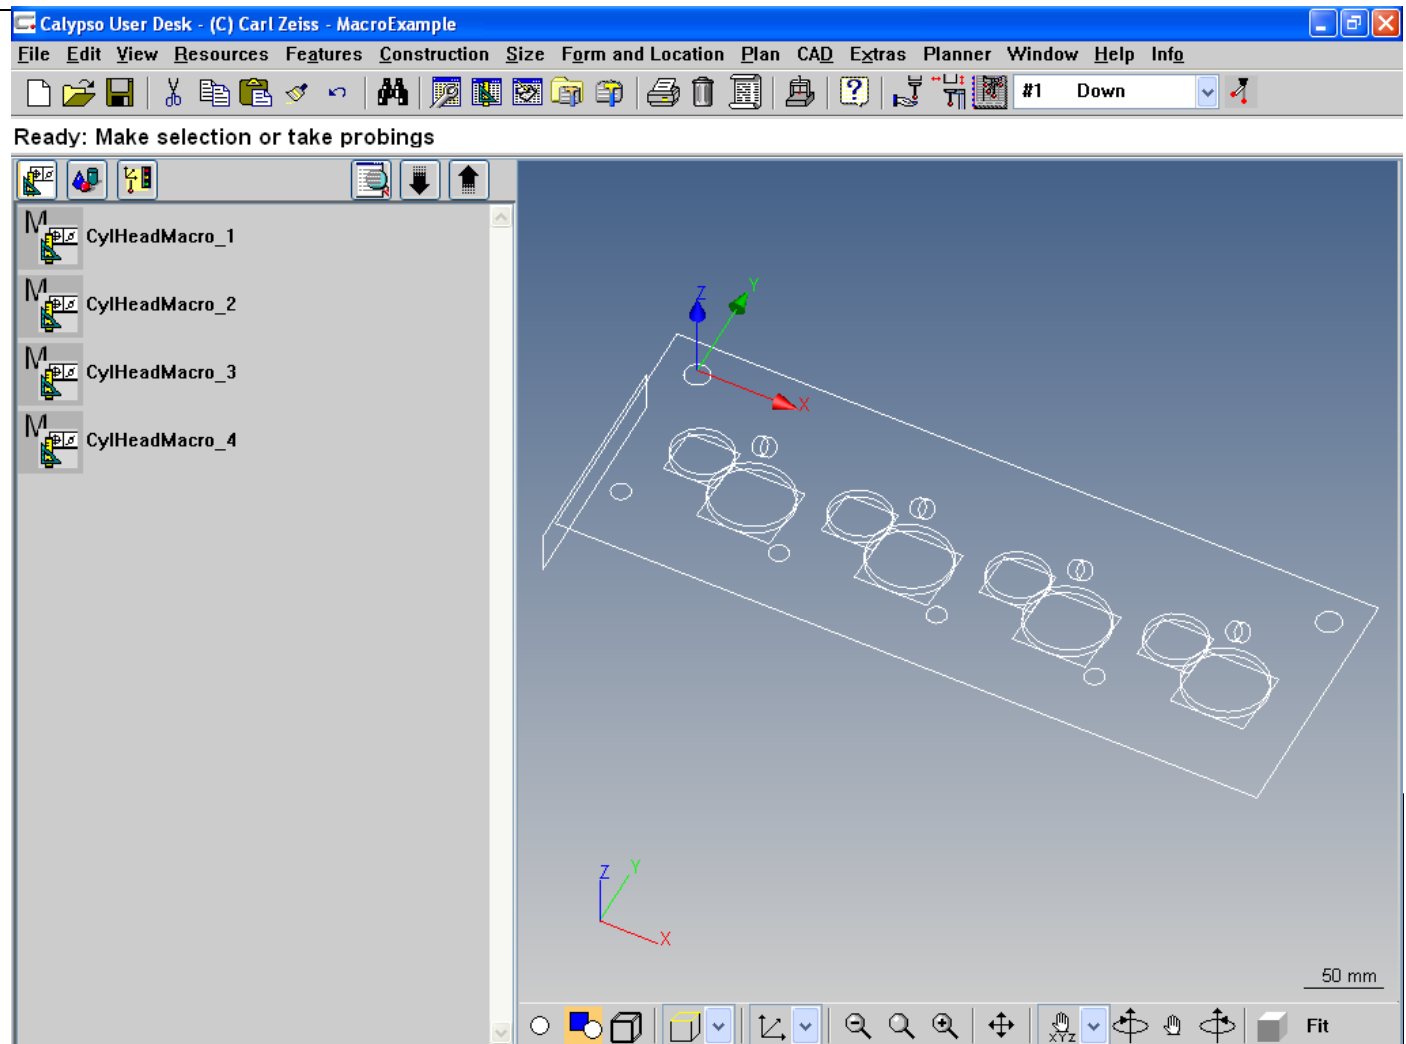 Calypso User Desk - (C) Carl Zeiss - MacroExample
File Edit View Resources Features Construction Size Form and Location Plan CAD Extras Planner Window Help Info
#1 Down
Ready: Make selection or take probings
M CylHeadMacro_1
M CylHeadMacro_2
M CylHeadMacro_3
M CylHeadMacro_4
Z Y
X
Z Y
X
50 mm
XYZ Fit